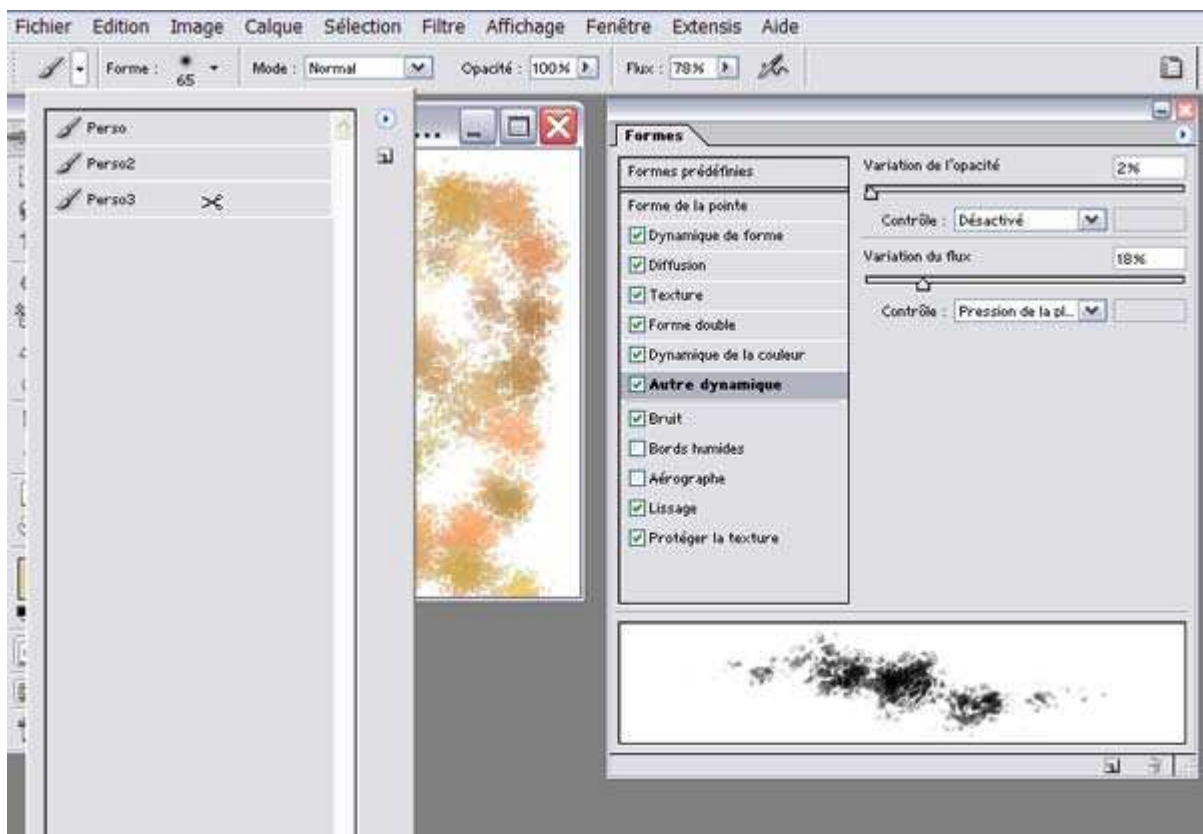 Fichier Edition Image Calque Sélection Filtre Affichage Fenêtre Extensis Aide
Forme : 65 Mode : Normal Opacité : 100% Flux : 78%
Perso
Perso2
Perso3
...
Formes
Formes prédéfinies
Forme de la pointe
Dynamique de forme
Diffusion
Texture
Forme double
Dynamique de la couleur
Autre dynamique
Bruit
Bords humides
Aérographe
Lissage
Protéger la texture
Variation de l'opacité 2%
Contrôle : Désactivé
Variation du flux 18%
Contrôle : Pression de la pl...